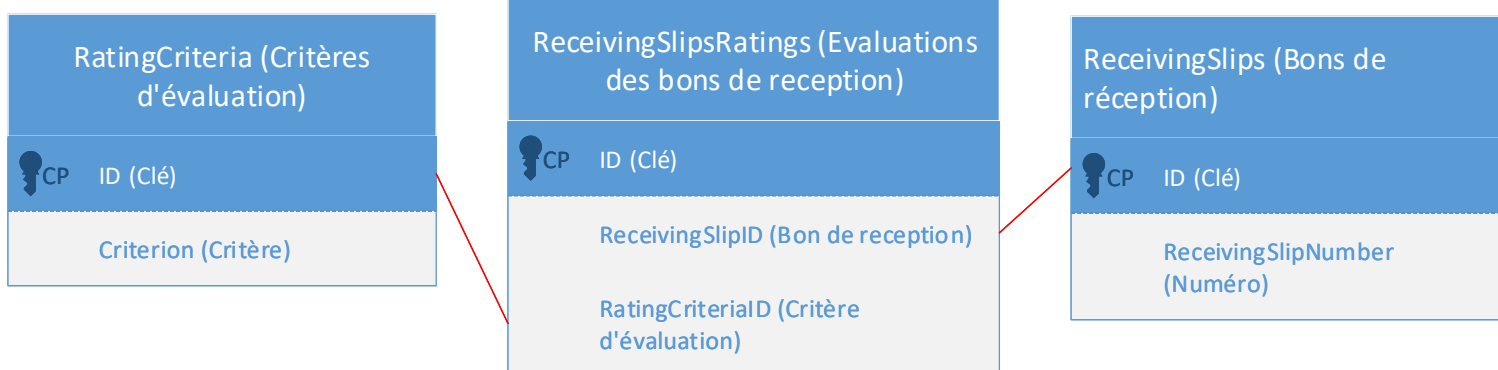 RatingCriteria (Critères
d'évaluation)
CP ID (Clé)
Criterion (Critère)
ReceivingSlipsRatings (Evaluations
des bons de reception)
CP ID (Clé)
ReceivingSlipID (Bon de reception)
RatingCriteriaID (Critère
d'évaluation)
ReceivingSlips (Bons de
réception)
CP ID (Clé)
ReceivingSlipNumber
(Numéro)